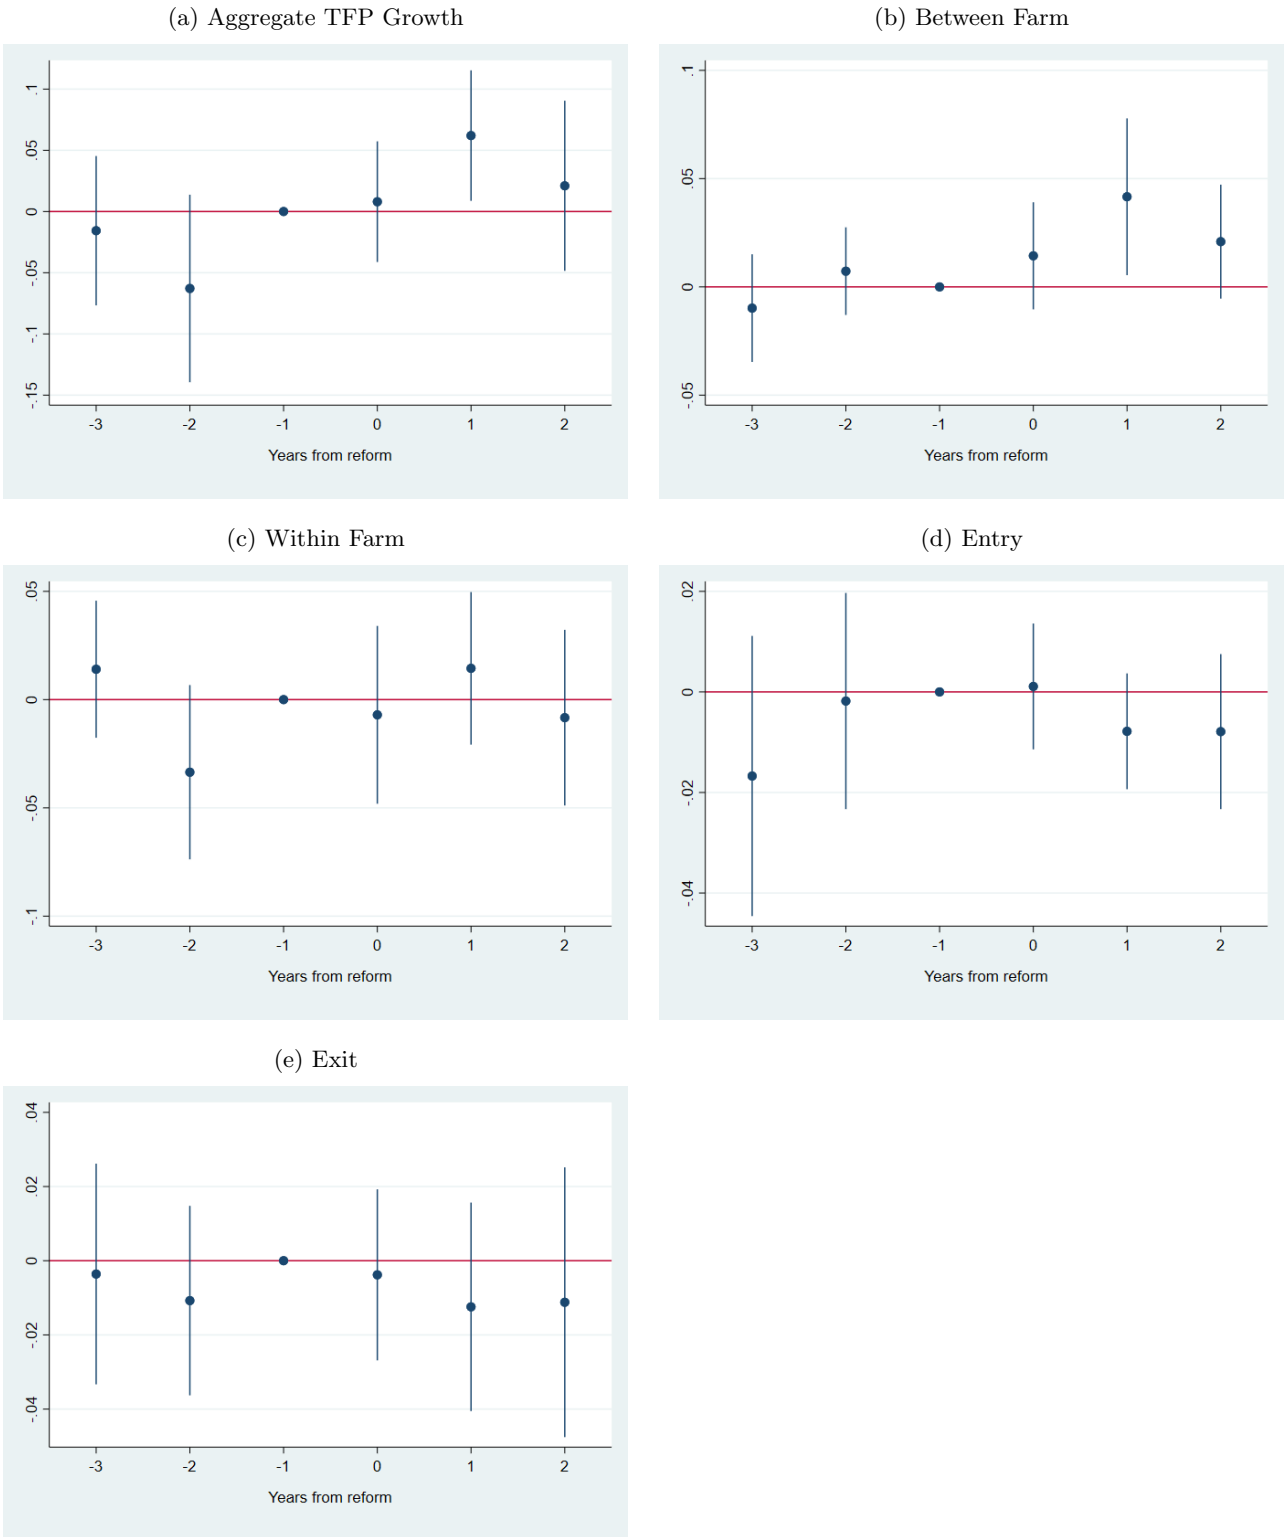 (a) Aggregate TFP Growth
.1
.05
0
-.05
-.1
-.15
-3 -2 -1 0 1 2
Years from reform
(b) Between Farm
.1
.05
0
-.05
-3 -2 -1 0 1 2
Years from reform
(c) Within Farm
.05
0
-.05
-.1
-3 -2 -1 0 1 2
Years from reform
(d) Entry
.02
0
-.02
-.04
-3 -2 -1 0 1 2
Years from reform
(e) Exit
.04
.02
0
-.02
-.04
-3 -2 -1 0 1 2
Years from reform